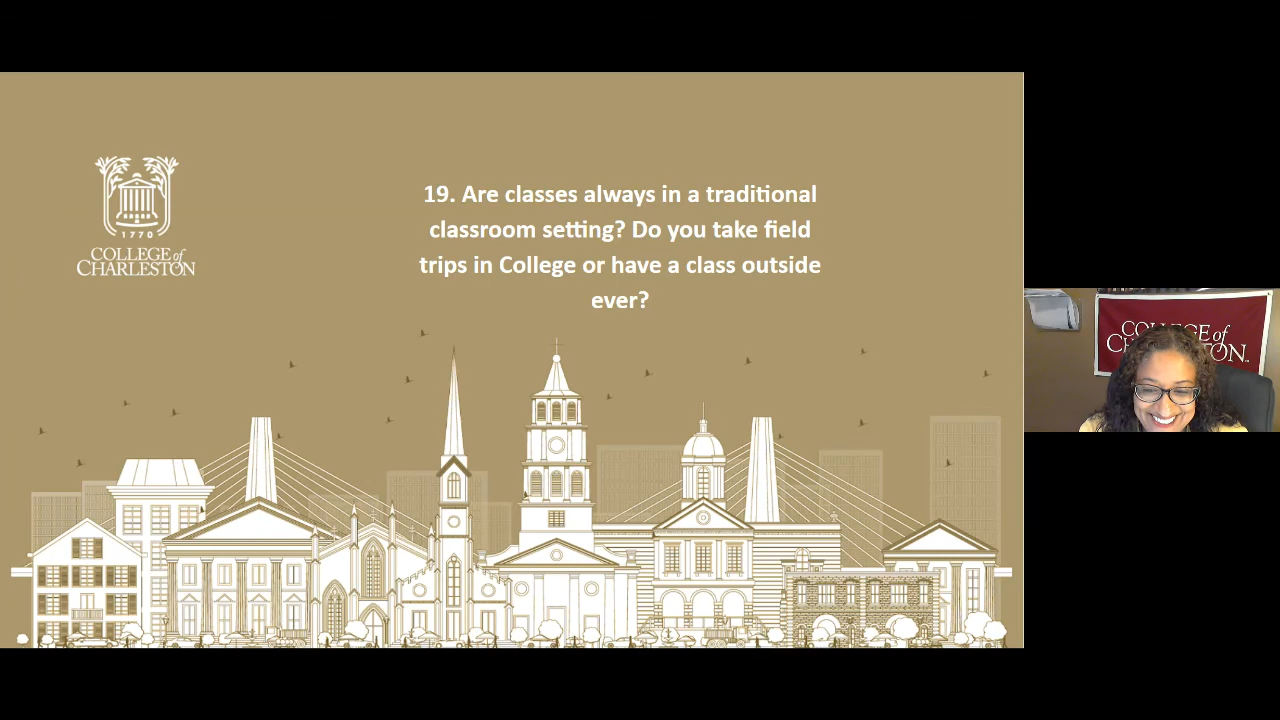 19. Are classes always in a traditional
classroom setting? Do you take field
trips in College or have a class outside
ever?
1770
COLLEGE of
CHARLESTON
COLLEGE of
CHARLESTON